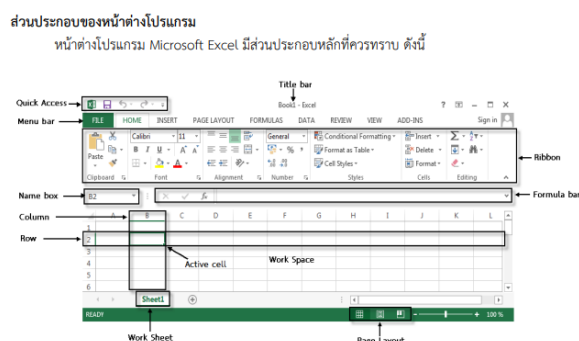 ส่วนประกอบของหน้าต่างโปรแกรม
หน้าต่างโปรแกรม Microsoft Excel มีส่วนประกอบหลักที่ควรทราบ ดังนี้
Title bar
Quick Access
Book1 - Excel
Menu bar
FILE HOME INSERT PAGE LAYOUT FORMULAS DATA REVIEW VIEW ADD-INS Sign in
Calibri 11 General Conditional Formatting Insert
Paste B I U Format as Table Delete
Cell Styles Format
Clipboard Font Alignment Number Styles Cells Editing
Ribbon
Name box B2 fx Formula bar
Column
A B C D E F G H I J K L
1
Row 2
3
Active cell Work Space
4
5
6
Sheet1
READY 100 %
Work Sheet Page Layout